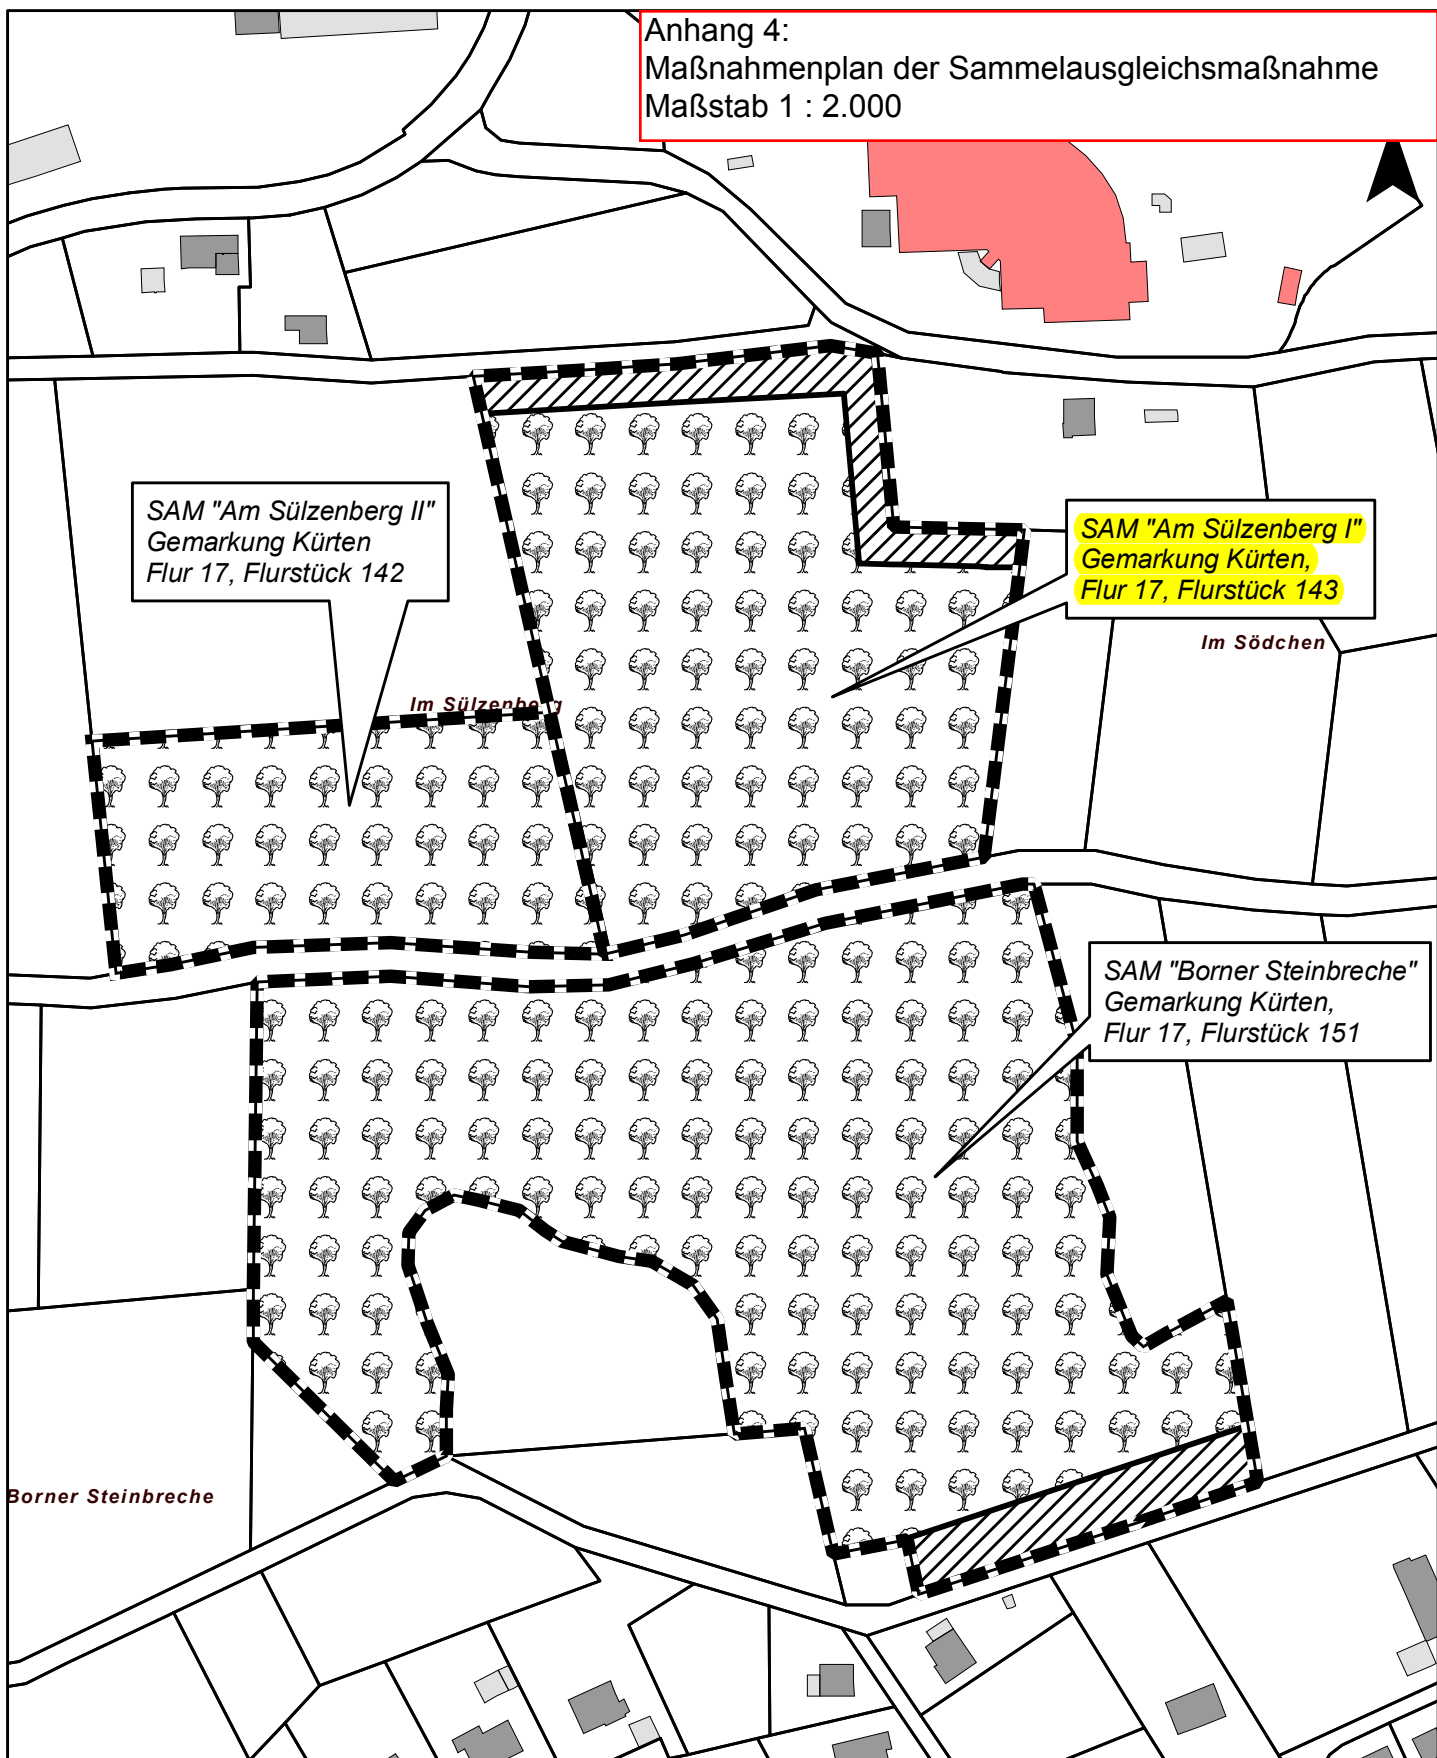 Anhang 4:
Maßnahmenplan der Sammelausgleichsmaßnahme
Maßstab 1 : 2.000
SAM "Am Sülzenberg II"
Gemarkung Kürten
Flur 17, Flurstück 142
SAM "Am Sülzenberg I"
Gemarkung Kürten,
Flur 17, Flurstück 143
Im Södchen
Im Sülzenberg
SAM "Borner Steinbreche"
Gemarkung Kürten,
Flur 17, Flurstück 151
Borner Steinbreche